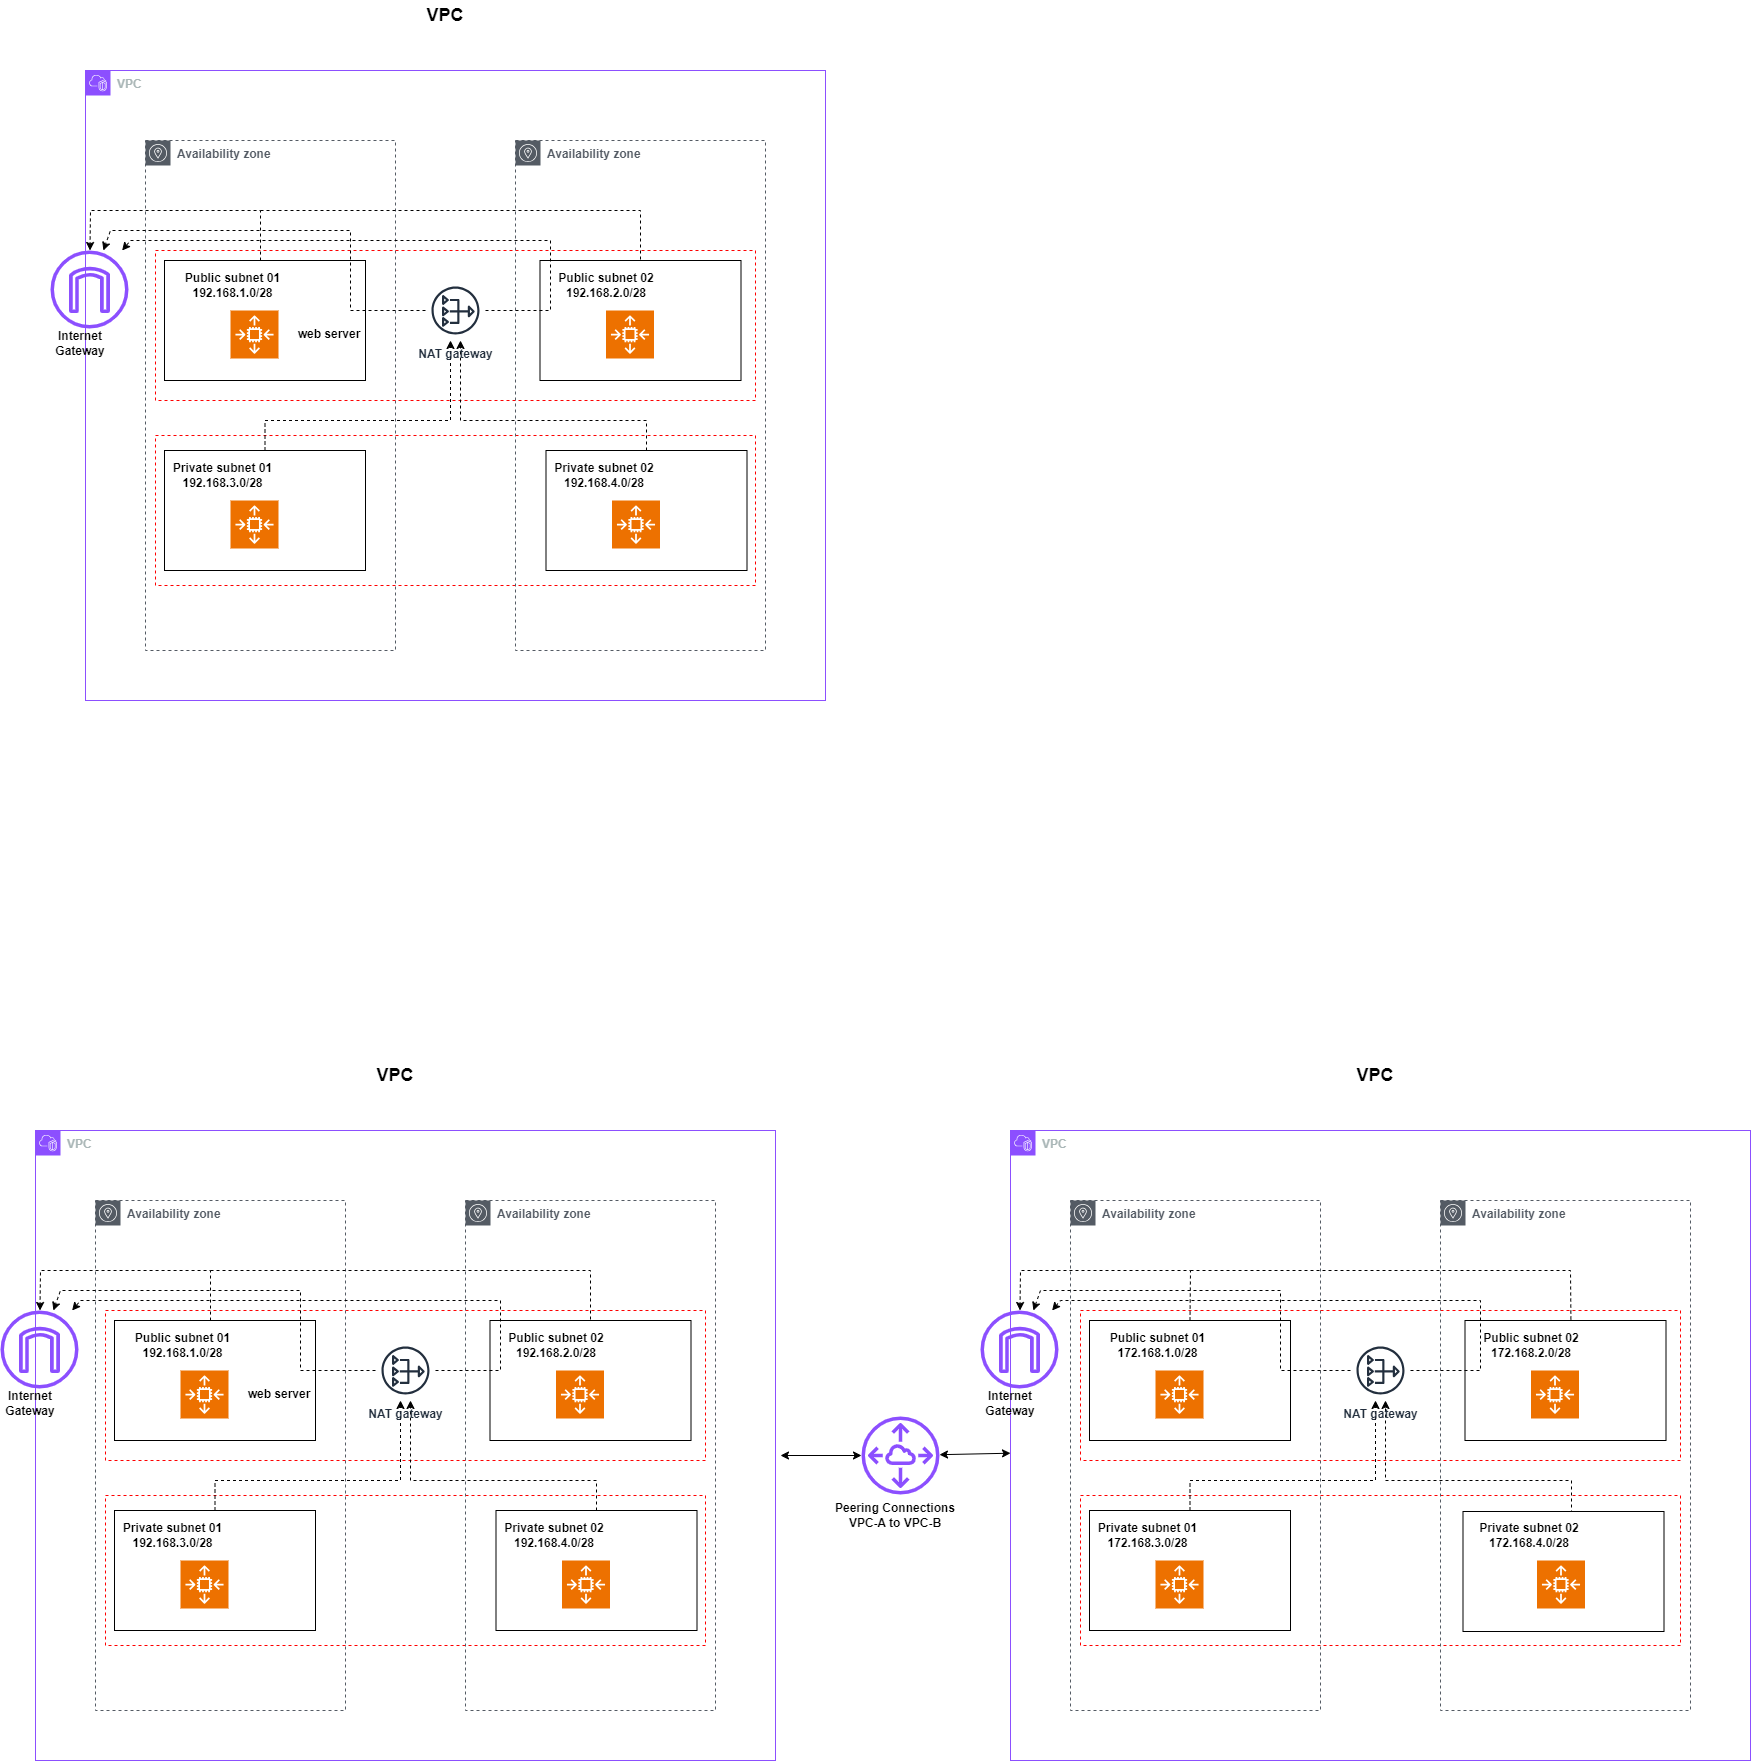 VPC
VPC
Availability zone
Availability zone
Public subnet 01
192.168.1.0/28
web server
Public subnet 02
192.168.2.0/28
Internet
Gateway
NAT gateway
Private subnet 01
192.168.3.0/28
Private subnet 02
192.168.4.0/28
VPC
VPC
Availability zone
Availability zone
Public subnet 01
192.168.1.0/28
web server
Public subnet 02
192.168.2.0/28
Internet
Gateway
NAT gateway
Private subnet 01
192.168.3.0/28
Private subnet 02
192.168.4.0/28
Peering Connections
VPC-A to VPC-B
VPC
VPC
Availability zone
Availability zone
Public subnet 01
172.168.1.0/28
Public subnet 02
172.168.2.0/28
Internet
Gateway
NAT gateway
Private subnet 01
172.168.3.0/28
Private subnet 02
172.168.4.0/28